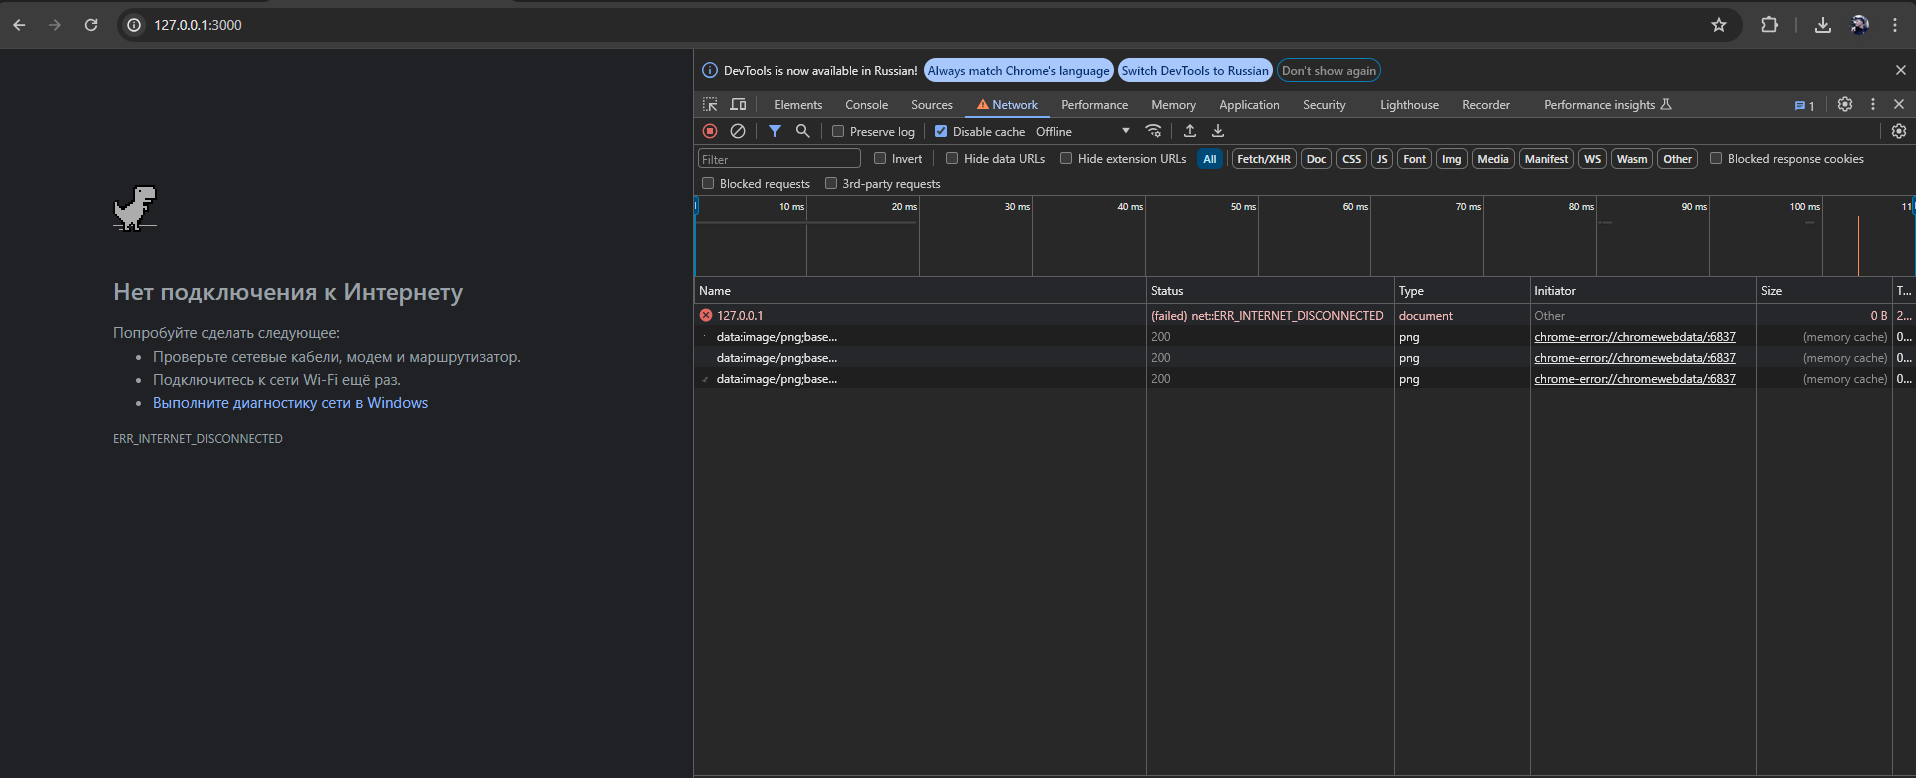 127.0.0.1:3000
DevTools is now available in Russian! Always match Chrome's language Switch DevTools to Russian Don't show again
Elements Console Sources Network Performance Memory Application Security Lighthouse Recorder Performance insights 1
Preserve log Disable cache Offline
Filter Invert Hide data URLs Hide extension URLs All Fetch/XHR Doc CSS JS Font Img Media Manifest WS Wasm Other Blocked response cookies
Blocked requests 3rd-party requests
10 ms 20 ms 30 ms 40 ms 50 ms 60 ms 70 ms 80 ms 90 ms 100 ms 11
Name Status Type Initiator Size T...
127.0.0.1 (failed) net::ERR_INTERNET_DISCONNECTED document Other 0 B 2...
data:image/png;base... 200 png chrome-error://chromewebdata/:6837 (memory cache) 0...
data:image/png;base... 200 png chrome-error://chromewebdata/:6837 (memory cache) 0...
data:image/png;base... 200 png chrome-error://chromewebdata/:6837 (memory cache) 0...
Нет подключения к Интернету
Попробуйте сделать следующее:
• Проверьте сетевые кабели, модем и маршрутизатор.
• Подключитесь к сети Wi-Fi ещё раз.
• Выполните диагностику сети в Windows
ERR_INTERNET_DISCONNECTED